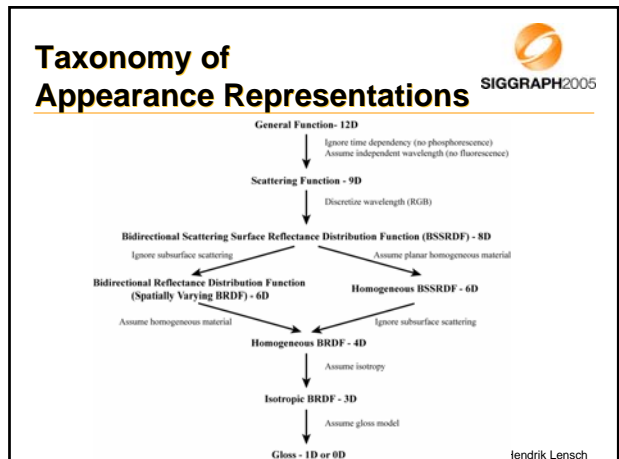 Taxonomy of
Appearance Representations
SIGGRAPH2005
General Function- 12D
Ignore time dependency (no phosphorescence)
Assume independent wavelength (no fluorescence)
Scattering Function - 9D
Discretize wavelength (RGB)
Bidirectional Scattering Surface Reflectance Distribution Function (BSSRDF) - 8D
Ignore subsurface scattering
Assume planar homogeneous material
Bidirectional Reflectance Distribution Function
(Spatially Varying BRDF) - 6D
Homogeneous BSSRDF - 6D
Assume homogeneous material
Ignore subsurface scattering
Homogeneous BRDF - 4D
Assume isotropy
Isotropic BRDF - 3D
Assume gloss model
Gloss - 1D or 0D
Lensch